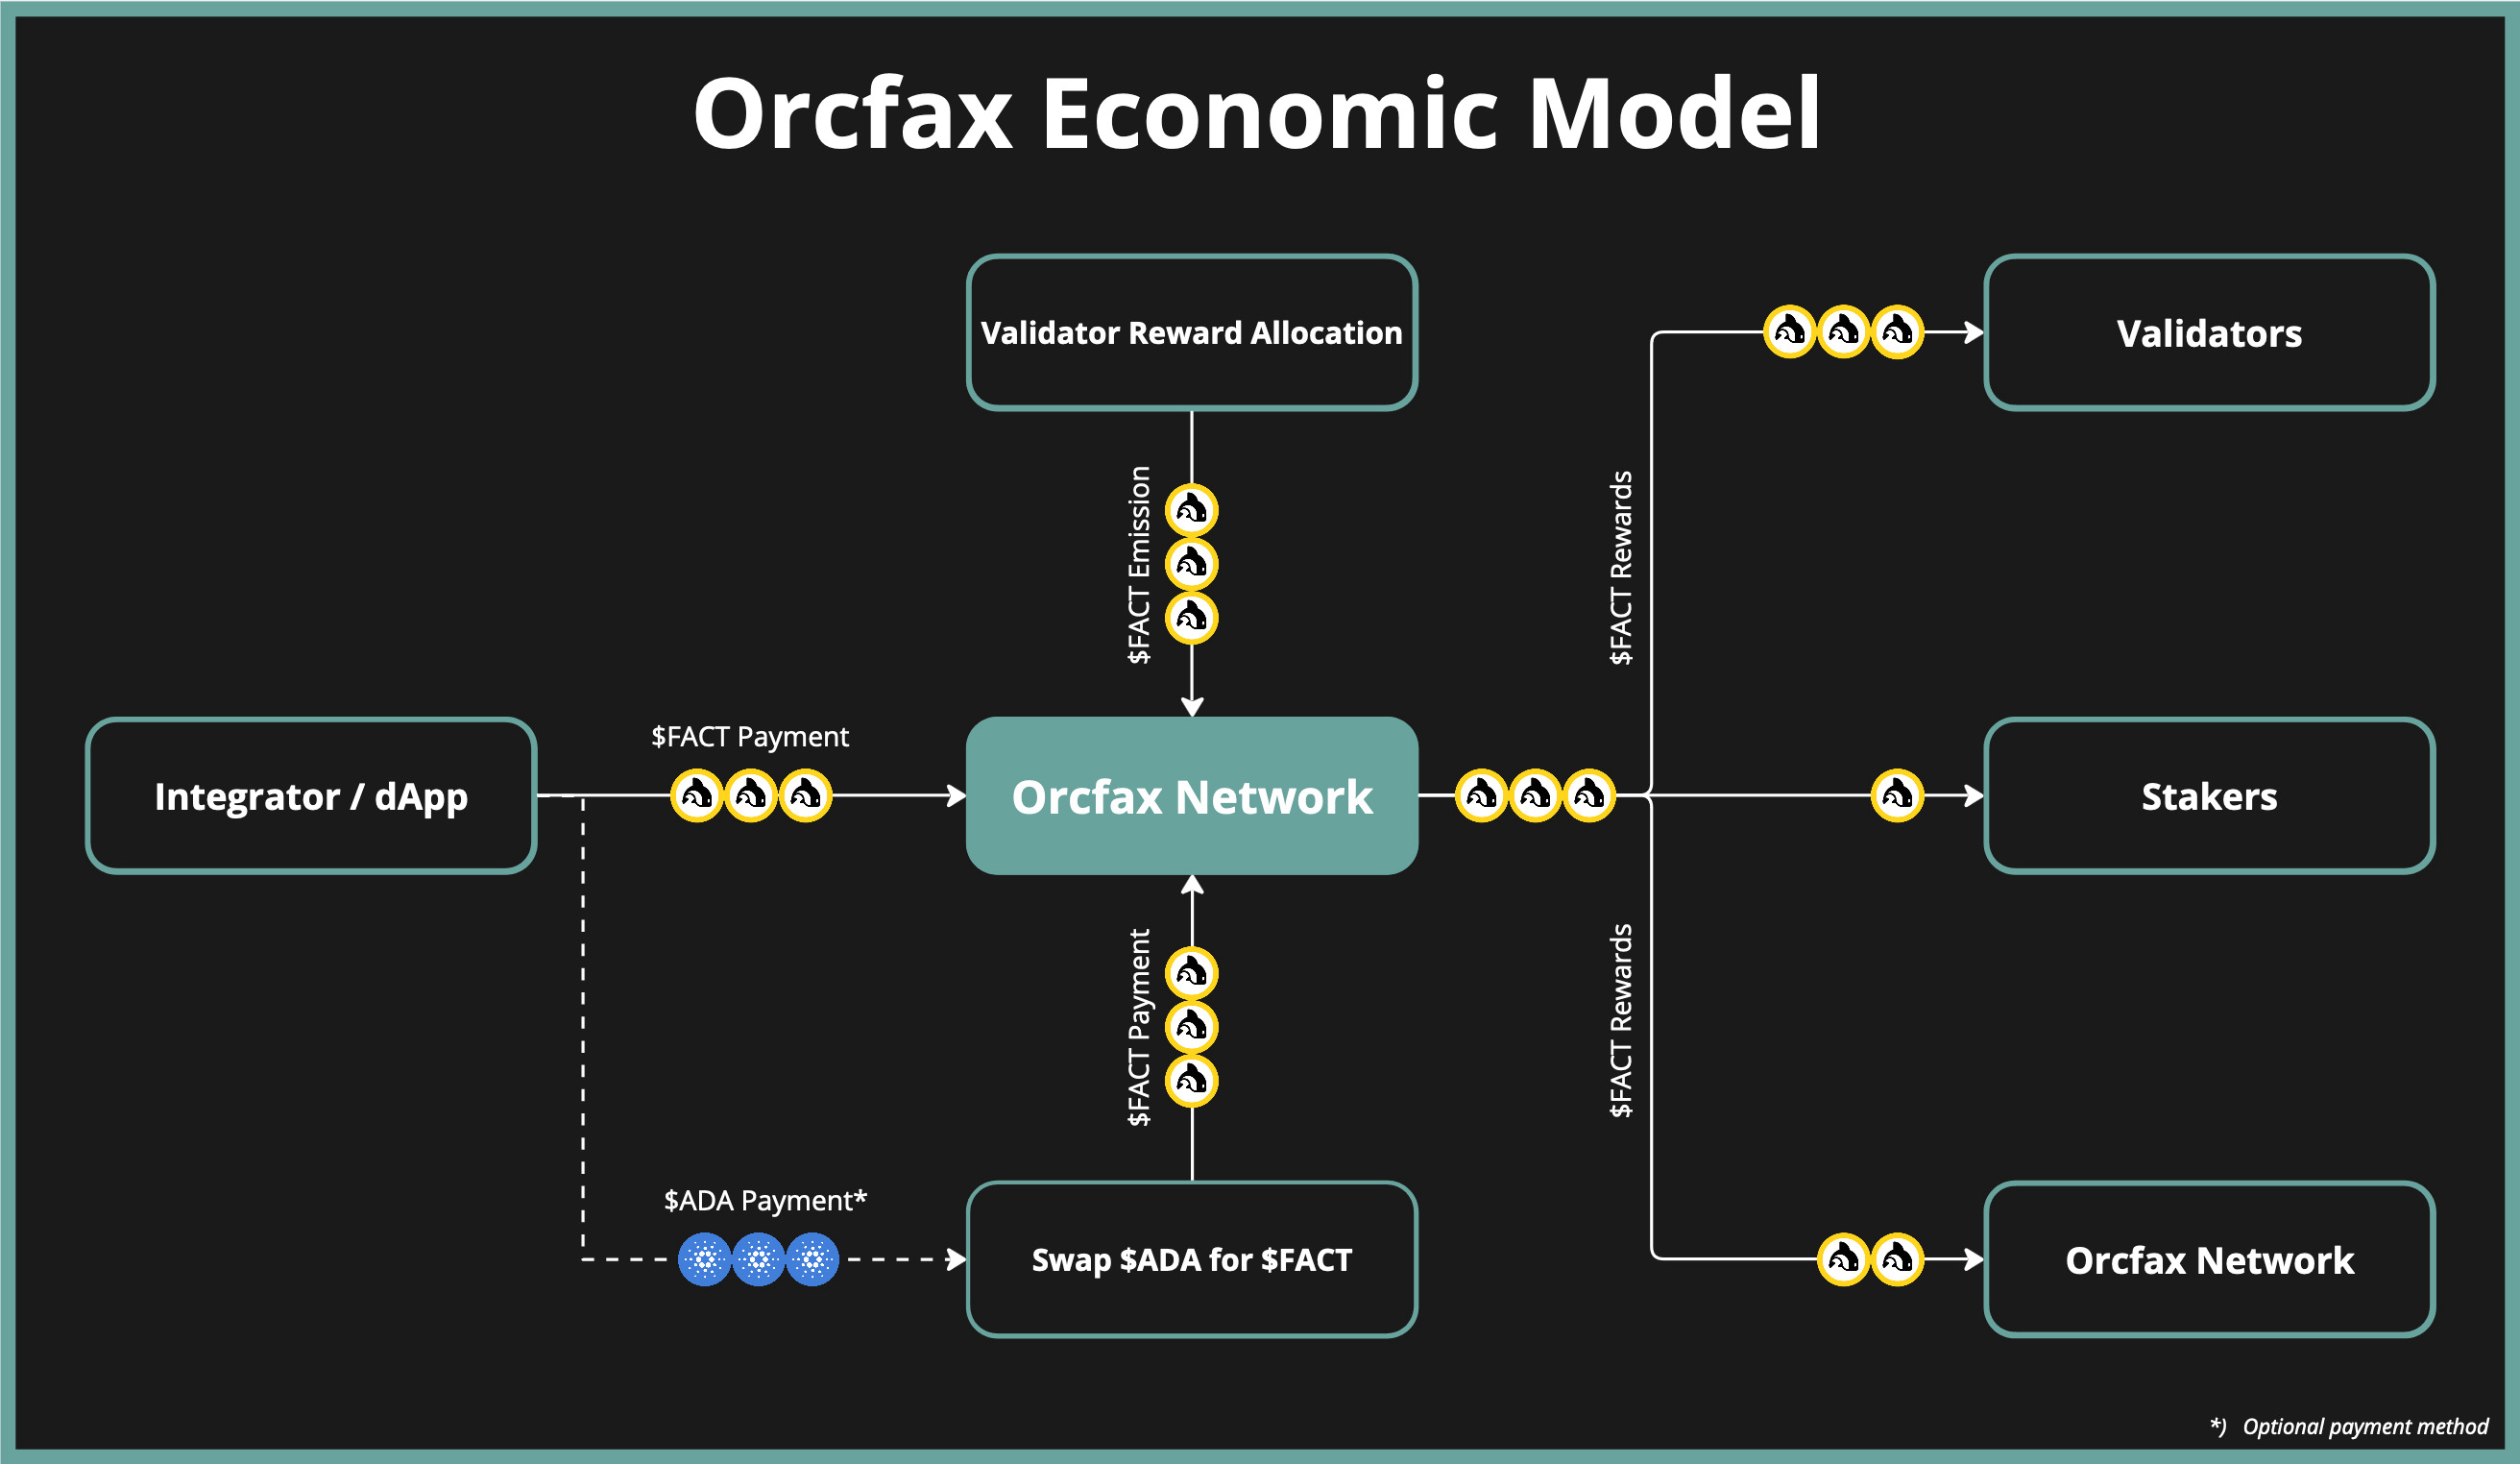 Orcfax Economic Model
Validator Reward Allocation
Validators
$FACT Emission
$FACT Rewards
$FACT Payment
Integrator / dApp
Orcfax Network
Stakers
$FACT Payment
$FACT Rewards
$ADA Payment*
Swap $ADA for $FACT
Orcfax Network
*) Optional payment method